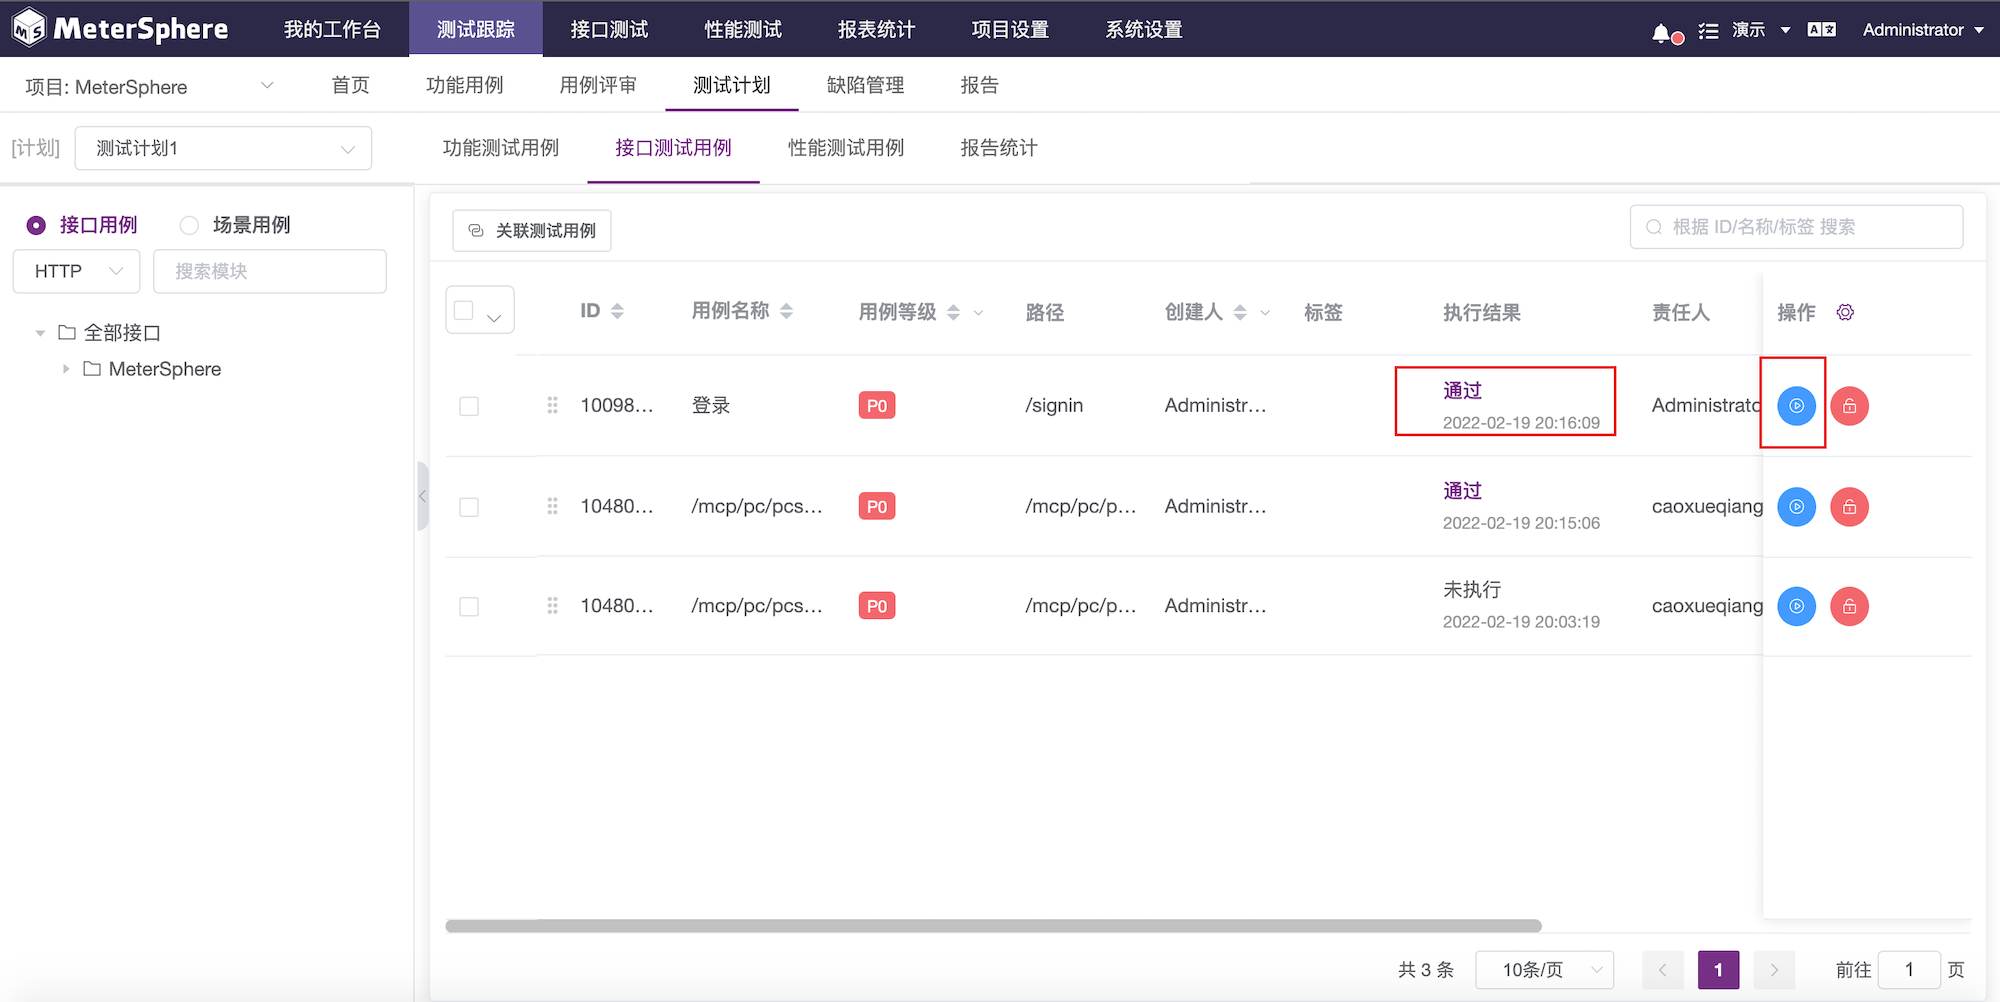 MeterSphere 我的工作台 测试跟踪 接口测试 性能测试 报表统计 项目设置 系统设置 演示 Administrator
项目: MeterSphere 首页 功能用例 用例评审 测试计划 缺陷管理 报告
[计划] 测试计划1 功能测试用例 接口测试用例 性能测试用例 报告统计
接口用例 场景用例
HTTP 搜索模块
全部接口
MeterSphere
关联测试用例 根据 ID/名称/标签 搜索
ID 用例名称 用例等级 路径 创建人 标签 执行结果 责任人 操作
10098... 登录 P0 /signin Administr... 通过 Administrato
2022-02-19 20:16:09
10480... /mcp/pc/pcs... P0 /mcp/pc/p... Administr... 通过 caoxueqiang
2022-02-19 20:15:06
10480... /mcp/pc/pcs... P0 /mcp/pc/p... Administr... 未执行 caoxueqiang
2022-02-19 20:03:19
共 3 条 10条/页 1 前往 1 页